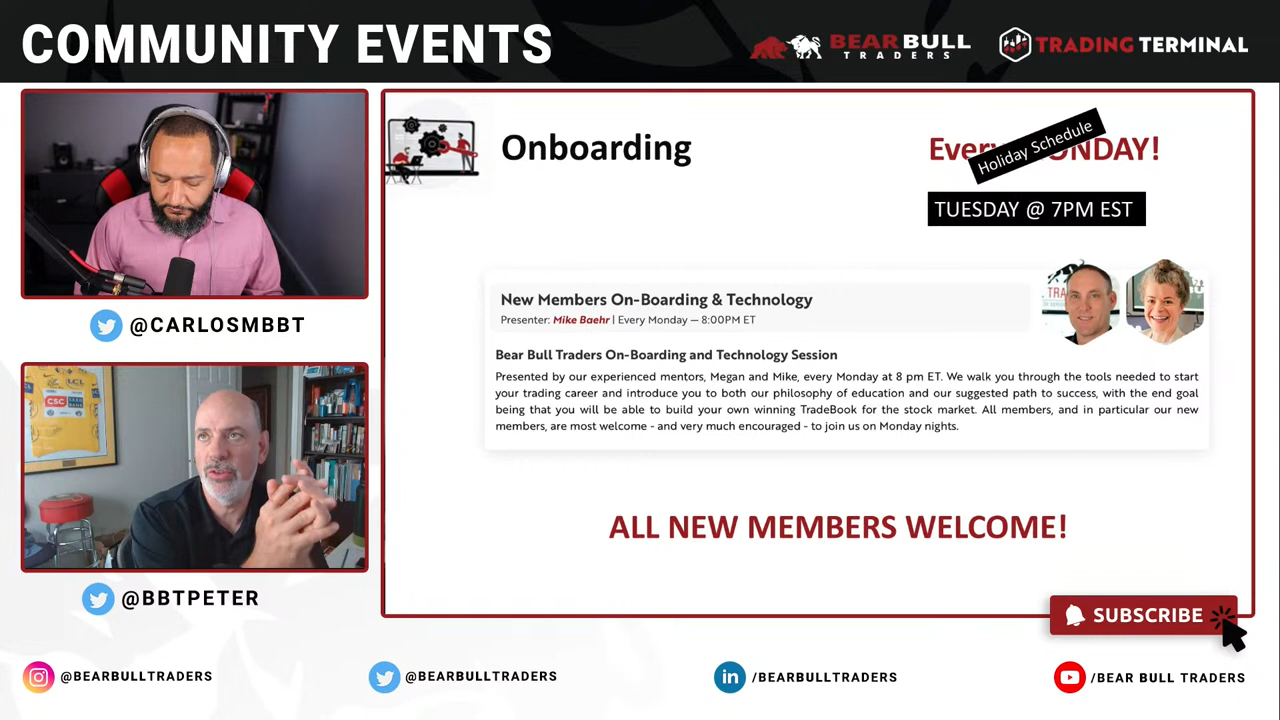 COMMUNITY EVENTS
BEAR BULL
TRADERS
TRADING TERMINAL
Onboarding
Every MONDAY!
Holiday Schedule
TUESDAY @ 7PM EST
@CARLOSMBBT
New Members On-Boarding & Technology
Presenter: Mike Baehr | Every Monday — 8:00PM ET
Bear Bull Traders On-Boarding and Technology Session
Presented by our experienced mentors, Megan and Mike, every Monday at 8 pm ET. We walk you through the tools needed to start
your trading career and introduce you to both our philosophy of education and our suggested path to success, with the end goal
being that you will be able to build your own winning TradeBook for the stock market. All members, and in particular our new
members, are most welcome - and very much encouraged - to join us on Monday nights.
LCL
CSC
ALL NEW MEMBERS WELCOME!
@BBTPETER
SUBSCRIBE
@BEARBULLTRADERS
@BEARBULLTRADERS
/BEARBULLTRADERS
/BEAR BULL TRADERS